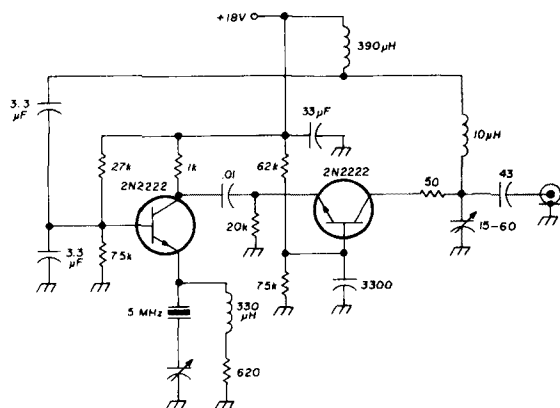 +18V
390µH
3.3
µF
33µF
10µH
27k
1k
62k
2N2222
.01
2N2222
50
43
20k
15-60
3.3
µF
75k
75k
3300
5 MHz
330
µH
620